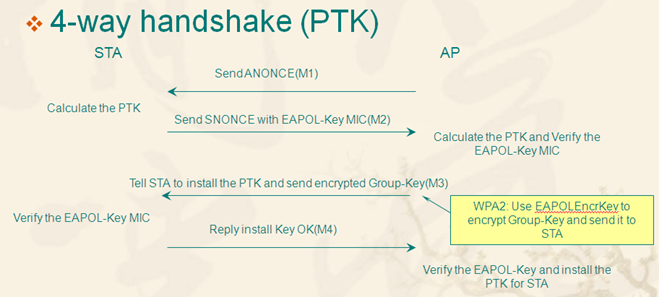 ❖ 4-way handshake (PTK)
STA
AP
Send ANONCE(M1)
Calculate the PTK
Send SNONCE with EAPOL-Key MIC(M2)
Calculate the PTK and Verify the
EAPOL-Key MIC
Tell STA to install the PTK and send encrypted Group-Key(M3)
Verify the EAPOL-Key MIC
WPA2: Use EAPOLEncrKey to
encrypt Group-Key and send it to
STA
Reply install Key OK(M4)
Verify the EAPOL-Key and install the
PTK for STA